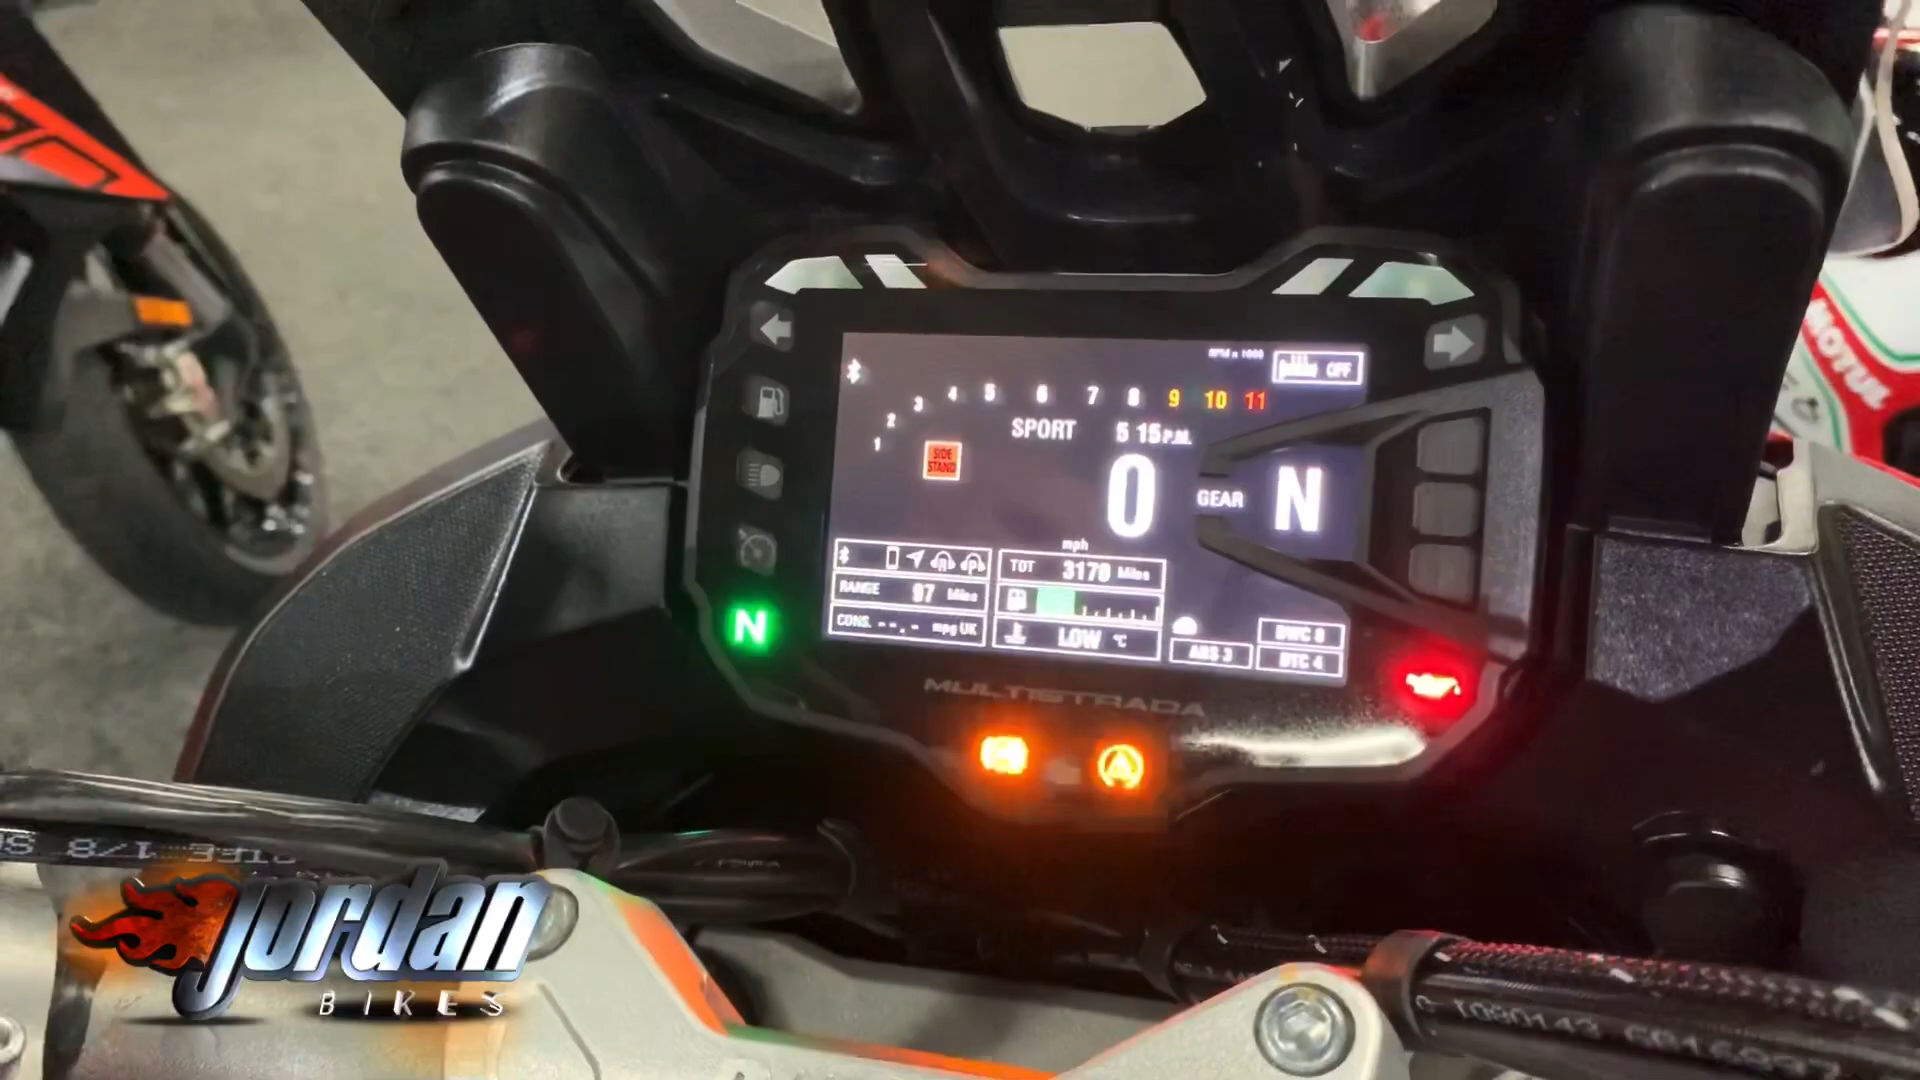 RPM x 1000
OFF
1 2 3 4 5 6 7 8 9 10 11
SPORT 5 15 P.M.
SIDE
STAND
0 GEAR N
mph
TOT 3170 Miles
RANGE 97 Miles
CONS. --.- mpg UK
LOW °C
DWC 8
ABS 3 DTC 4
N
MULTISTRADA
MOTUL
jordan
BIKES